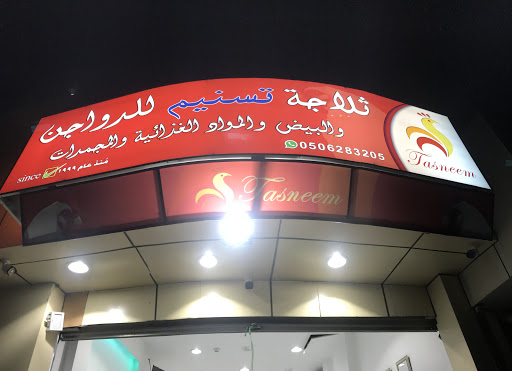 ثلاجة تسنيم للدواجن
والبيض والمواد الغذائية والمجمدات
0506283205
منذ عام ١٩٩٩ since
Tasneem
Tasneem